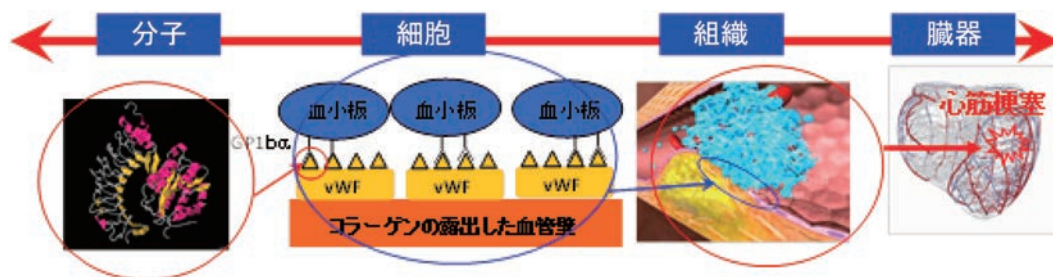 分子
細胞
組織
臓器
血小板
血小板
血小板
GP1bα
vWF
vWF
vWF
コラーゲンの露出した血管壁
心筋梗塞